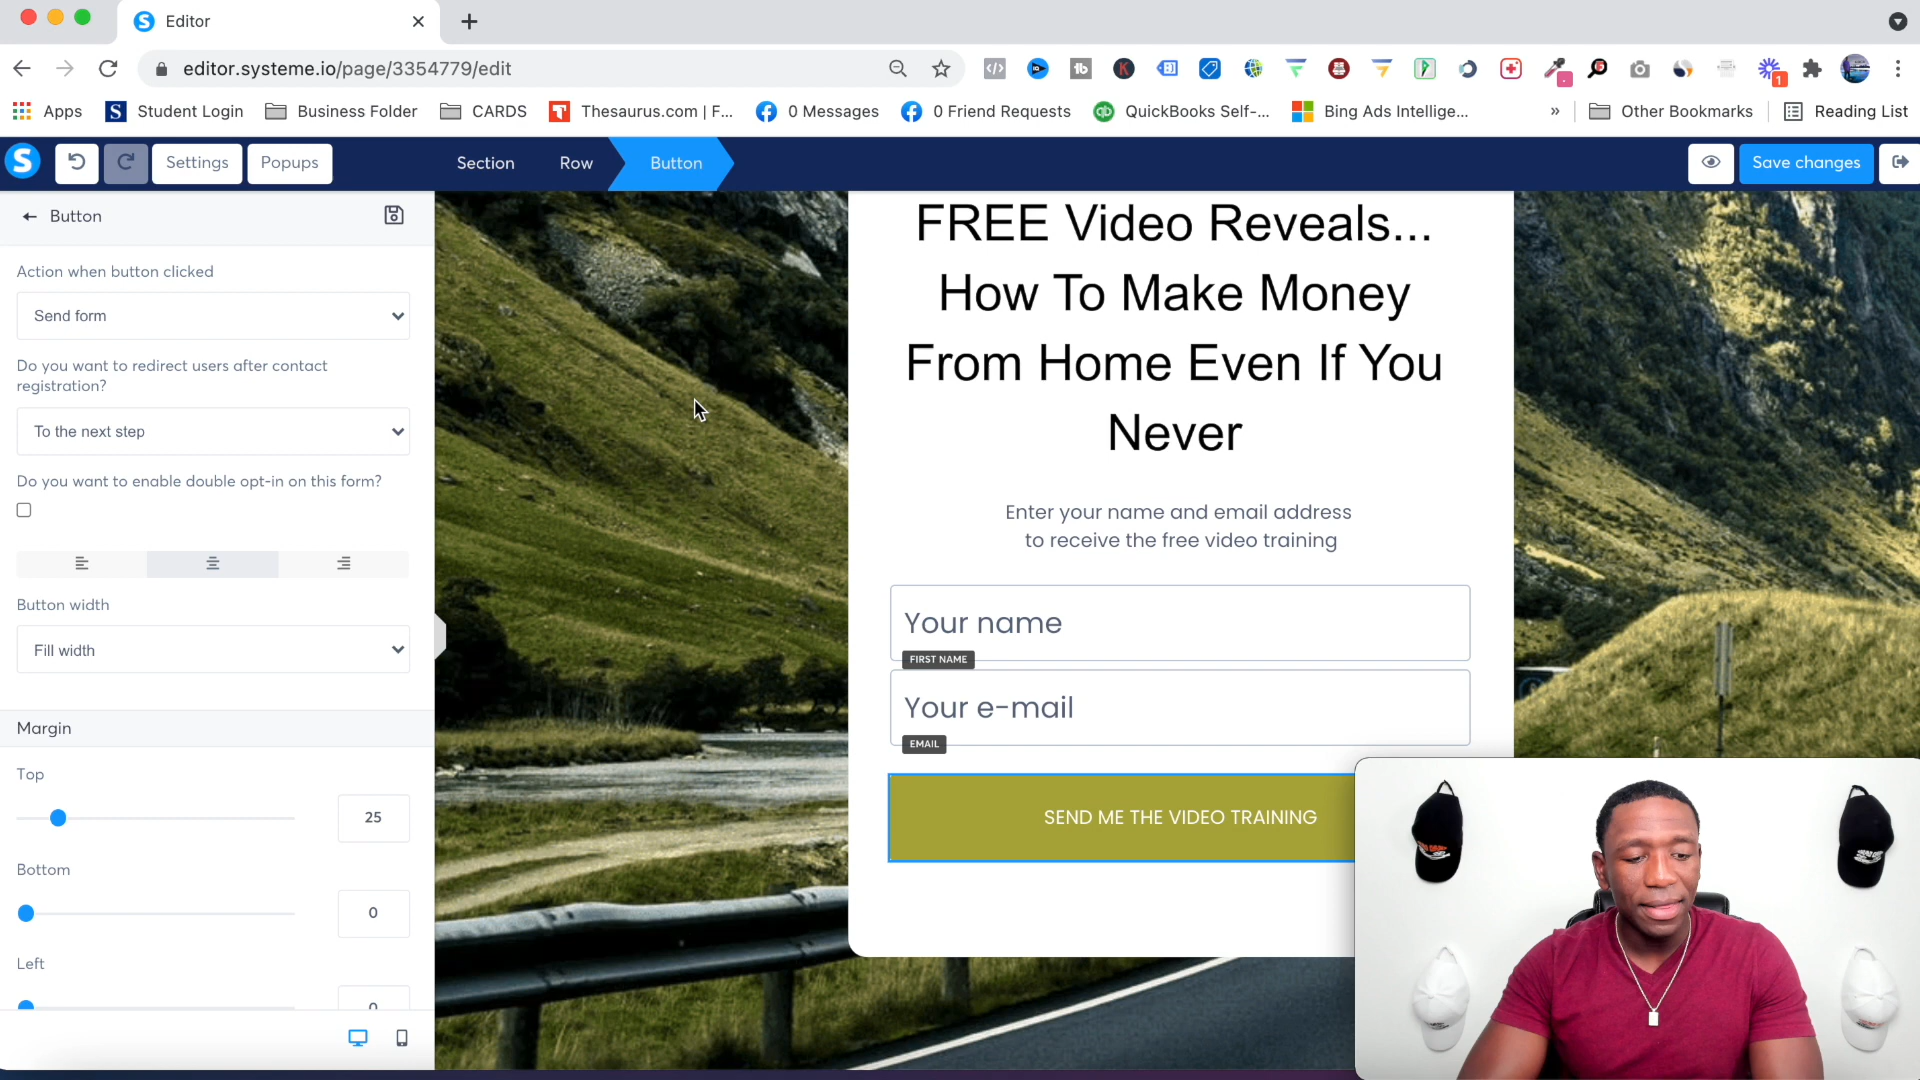 Editor
editor.systeme.io/page/3354779/edit
Apps
Student Login
Business Folder
CARDS
Thesaurus.com | F...
0 Messages
0 Friend Requests
QuickBooks Self-...
Bing Ads Intellige...
»
Other Bookmarks
Reading List
Settings
Popups
Section
Row
Button
Save changes
Button
Action when button clicked
Send form
Do you want to redirect users after contact
registration?
To the next step
Do you want to enable double opt-in on this form?
Button width
Fill width
Margin
Top
25
Bottom
0
Left
0
FREE Video Reveals...
How To Make Money
From Home Even If You
Never
Enter your name and email address
to receive the free video training
Your name
FIRST NAME
Your e-mail
EMAIL
SEND ME THE VIDEO TRAINING